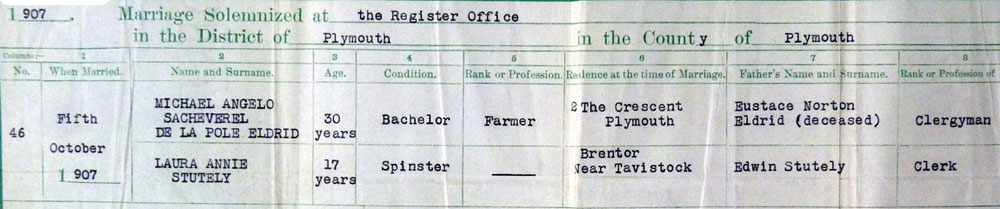 1 907 . Marriage Solemnized at the Register Office
in the District of Plymouth in the County of Plymouth
Columns:— 1 2 3 4 5 6 7 8
No. When Married. Name and Surname. Age. Condition. Rank or Profession. Residence at the time of Marriage. Father's Name and Surname. Rank or Profession of
46
Fifth
October
1 907
MICHAEL ANGELO
SACHEVEREL
DE LA POLE ELDRID
30
years
Bachelor
Farmer
2 The Crescent
Plymouth
Eustace Norton
Eldrid (deceased)
Clergyman
LAURA ANNIE
STUTELY
17
years
Spinster
Brentor
Near Tavistock
Edwin Stutely
Clerk